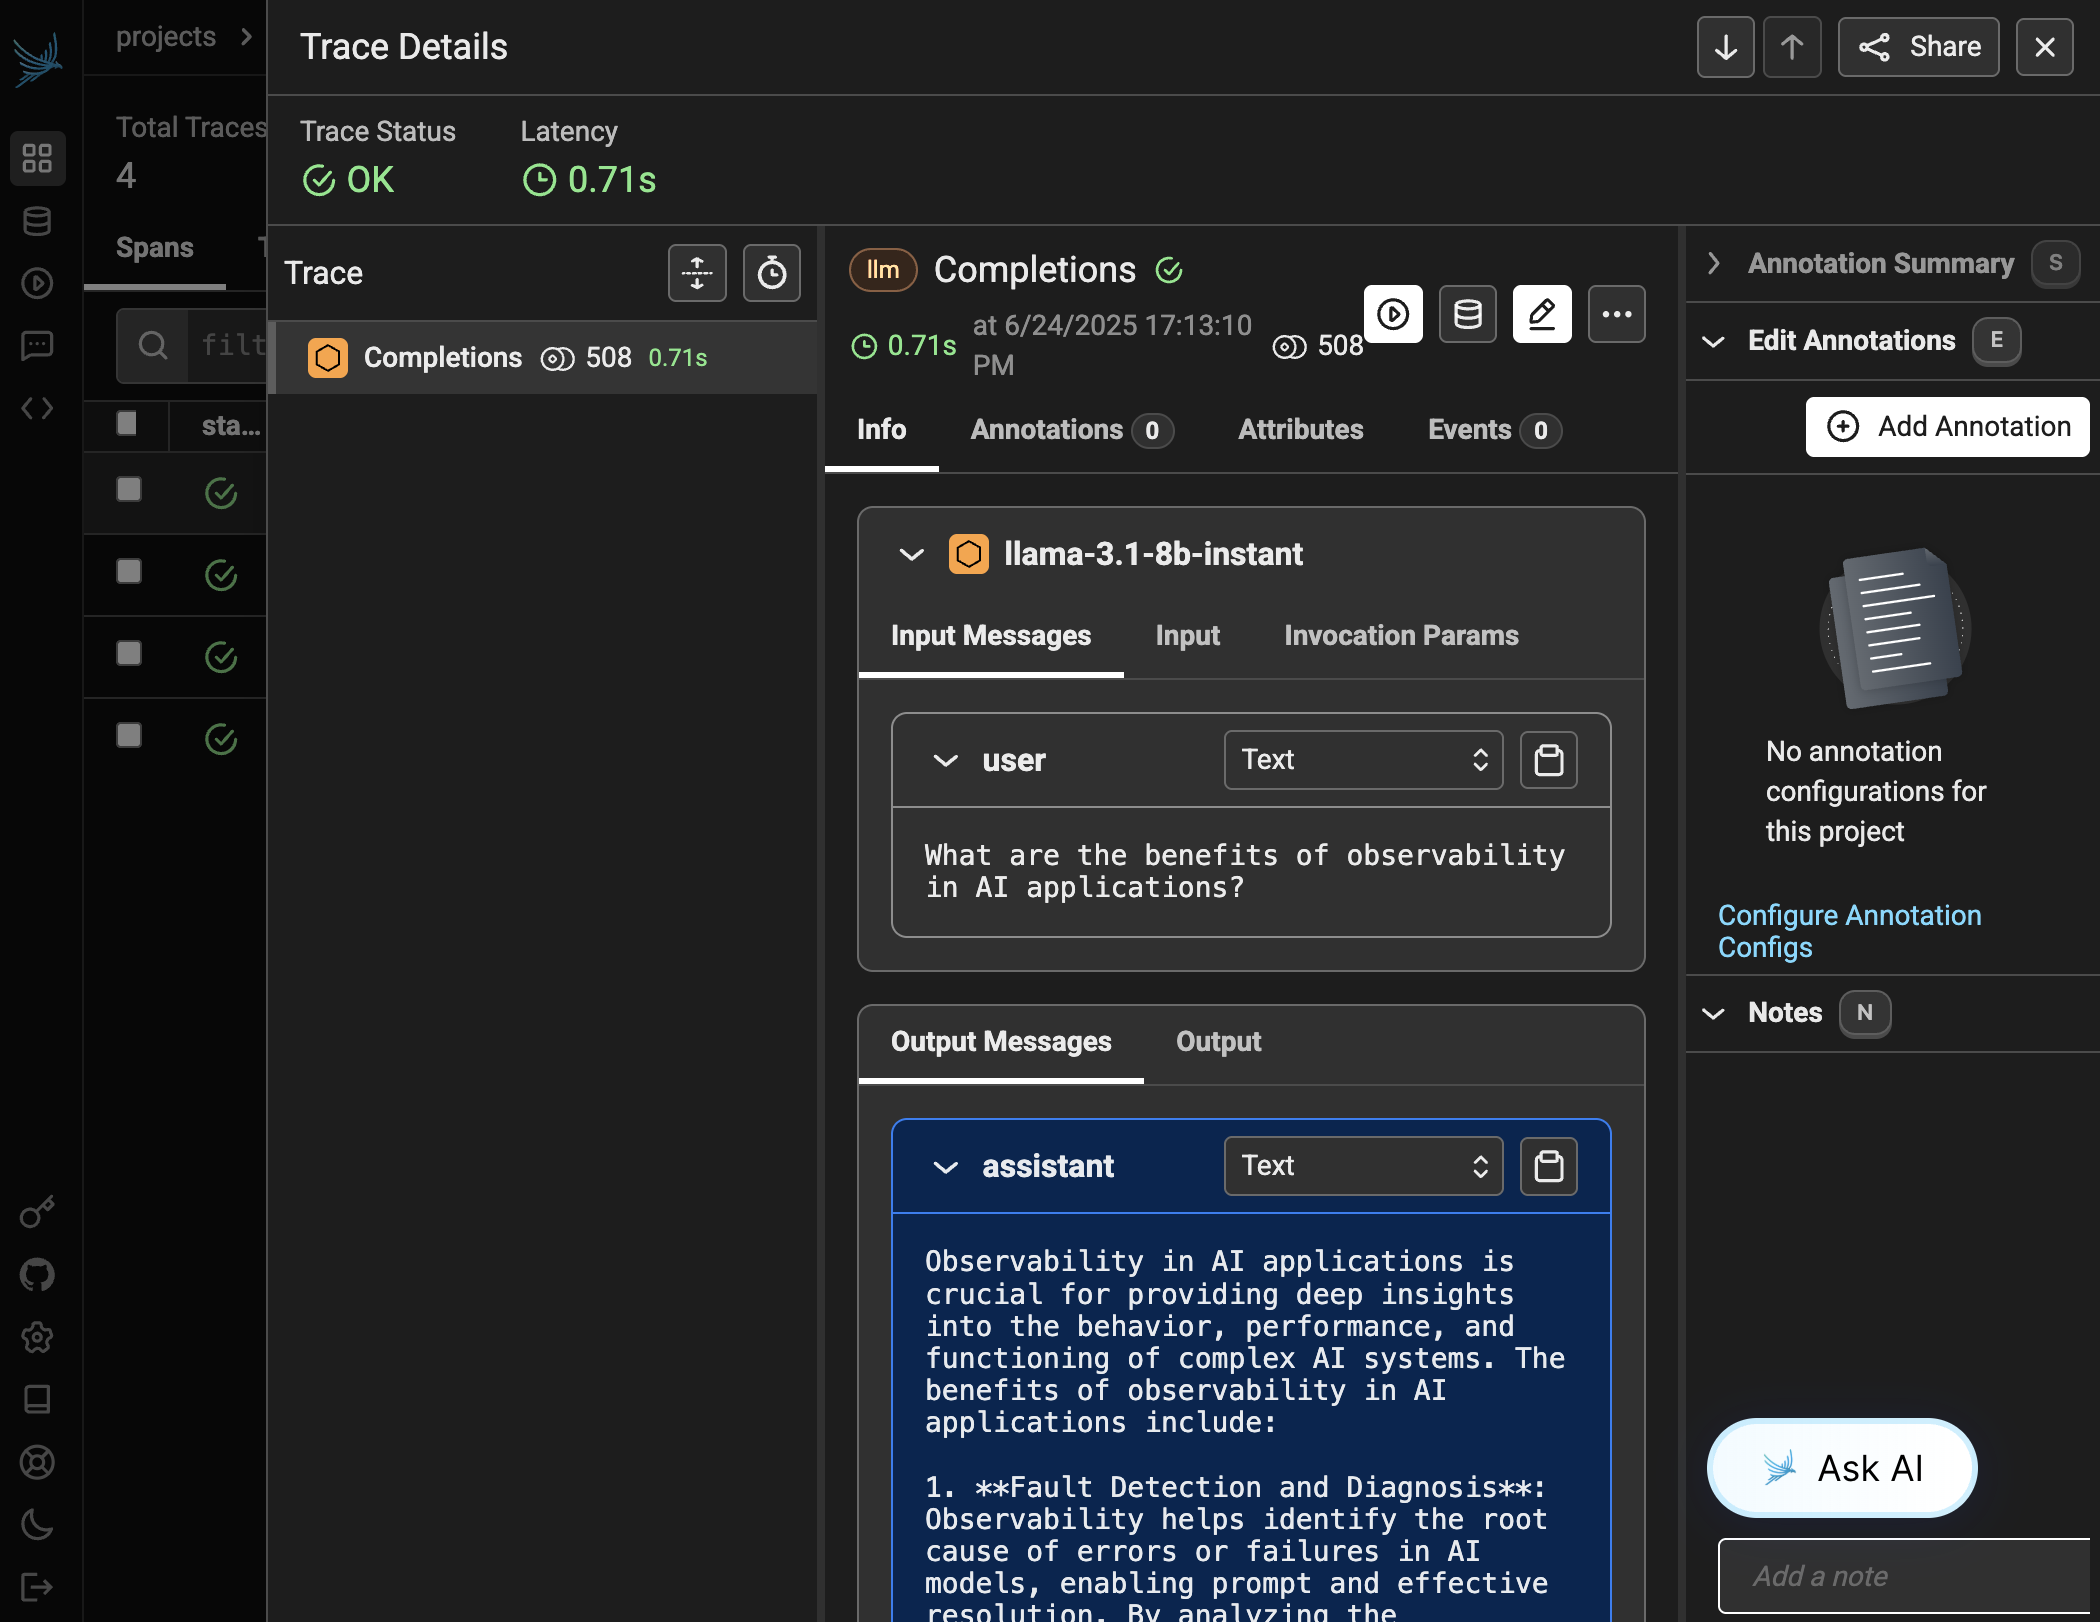 projects
Total Traces
4
Spans
sta...
Trace Details
Share
Trace Status
OK
Latency
0.71s
Trace
Completions 508 0.71s
llm Completions
0.71s at 6/24/2025 17:13:10 PM 508
Info
Annotations 0
Attributes
Events 0
llama-3.1-8b-instant
Input Messages
Input
Invocation Params
user
Text
What are the benefits of observability
in AI applications?
Output Messages
Output
assistant
Text
Observability in AI applications is
crucial for providing deep insights
into the behavior, performance, and
functioning of complex AI systems. The
benefits of observability in AI
applications include:
1. **Fault Detection and Diagnosis**:
Observability helps identify the root
cause of errors or failures in AI
models, enabling prompt and effective
resolution. By analyzing the
Annotation Summary S
Edit Annotations E
Add Annotation
No annotation
configurations for
this project
Configure Annotation
Configs
Notes N
Ask AI
Add a note